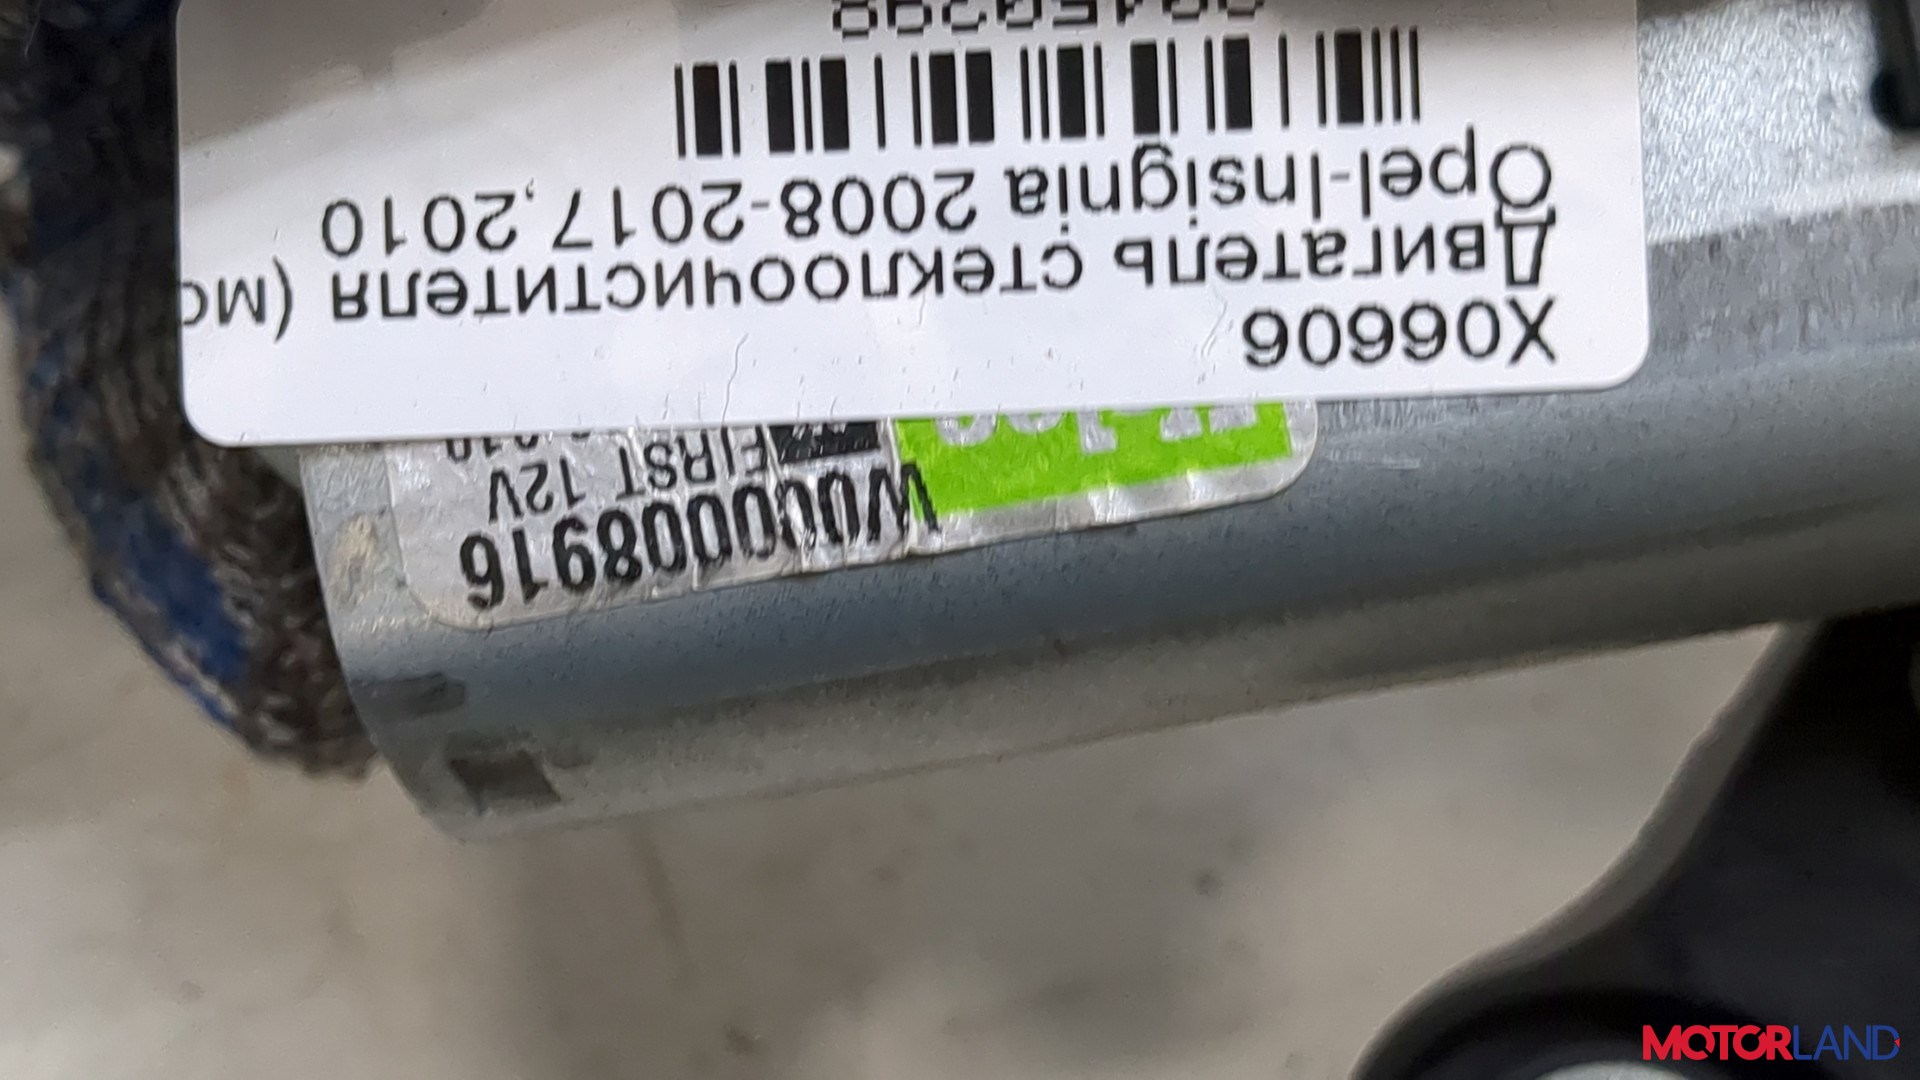 X06606
Двигатель стеклоочистителя (мо
Opel-Insignia 2008-2017,2010
W000008916
FIRST 12V
MOTORLAND